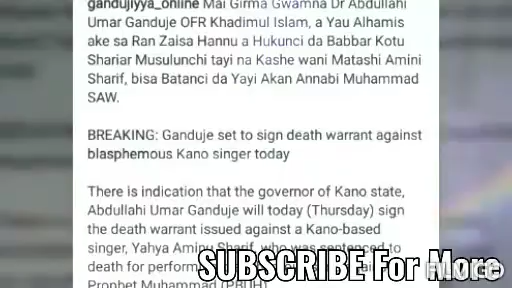 gandujiyya_online Mai Girma Gwamna Dr Abdullahi
Umar Ganduje OFR Khadimul Islam, a Yau Alhamis
ake sa Ran Zaisa Hannu a Hukunci da Babbar Kotu
Shariar Musulunchi tayi na Kashe wani Matashi Amini
Sharif, bisa Batanci da Yayi Akan Annabi Muhammad
SAW.
BREAKING: Ganduje set to sign death warrant against
blasphemous Kano singer today
There is indication that the governor of Kano state,
Abdullahi Umar Ganduje will today (Thursday) sign
the death warrant issued against a Kano-based
singer, Yahya Aminu Sharif, who was sentenced to
death for perform
Prophet Muhammad (PBUH)
SUBSCRIBE For More